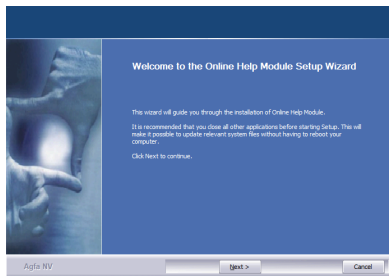 Welcome to the Online Help Module Setup Wizard
This wizard will guide you through the installation of Online Help Module.
It is recommended that you close all other applications before starting Setup. This will
make it possible to update relevant system files without having to reboot your
computer.
Click Next to continue.
Agfa NV
Next >
Cancel